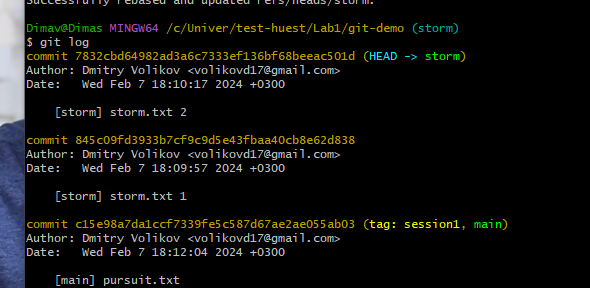 Successfully rebased and updated refs/heads/storm.
Dimav@Dimas MINGW64 /c/Univer/test-huest/Lab1/git-demo (storm)
$ git log
commit 7832cbd64982ad3a6c7333ef136bf68beeac501d (HEAD -> storm)
Author: Dmitry Volikov <volikovd17@gmail.com>
Date:   Wed Feb 7 18:10:17 2024 +0300
[storm] storm.txt 2
commit 845c09fd3933b7cf9c9d5e43fbaa40cb8e62d838
Author: Dmitry Volikov <volikovd17@gmail.com>
Date:   Wed Feb 7 18:09:57 2024 +0300
[storm] storm.txt 1
commit c15e98a7da1ccf7339fe5c587d67ae2ae055ab03 (tag: session1, main)
Author: Dmitry Volikov <volikovd17@gmail.com>
Date:   Wed Feb 7 18:12:04 2024 +0300
[main] pursuit.txt